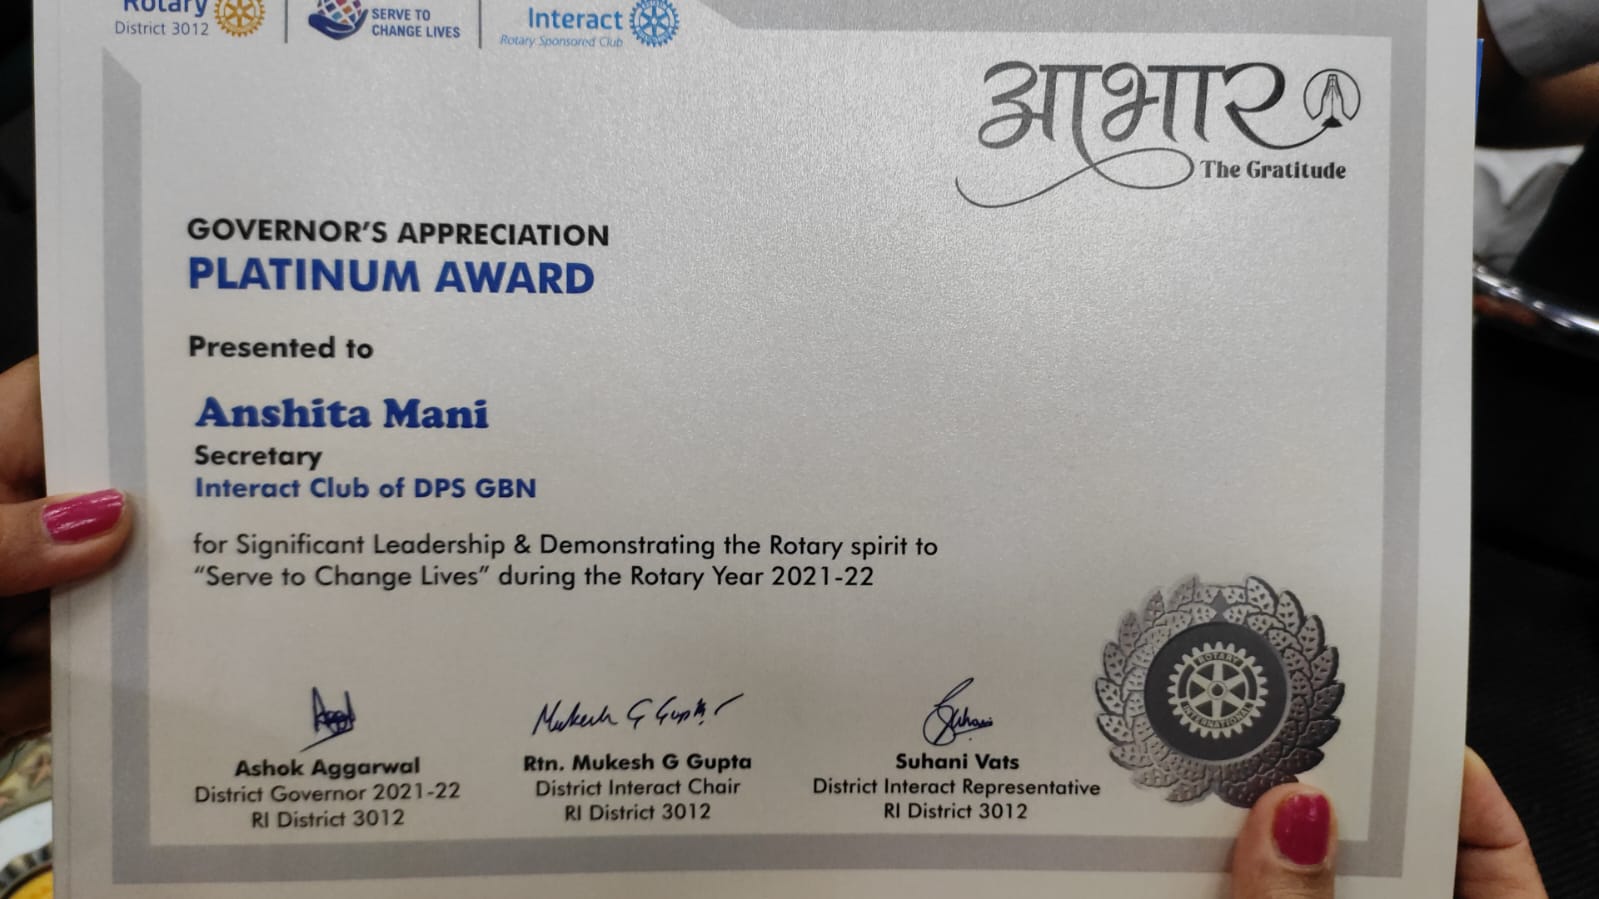 Rotary
District 3012
SERVE TO
CHANGE LIVES
Interact
Rotary Sponsored Club
आभार
The Gratitude
GOVERNOR'S APPRECIATION
PLATINUM AWARD
Presented to
Anshita Mani
Secretary
Interact Club of DPS GBN
for Significant Leadership & Demonstrating the Rotary spirit to
“Serve to Change Lives” during the Rotary Year 2021-22
Mukesh G Gupta
Suhani
Ashok Aggarwal
District Governor 2021-22
RI District 3012
Rtn. Mukesh G Gupta
District Interact Chair
RI District 3012
Suhani Vats
District Interact Representative
RI District 3012
ROTARY
INTERNATIONAL